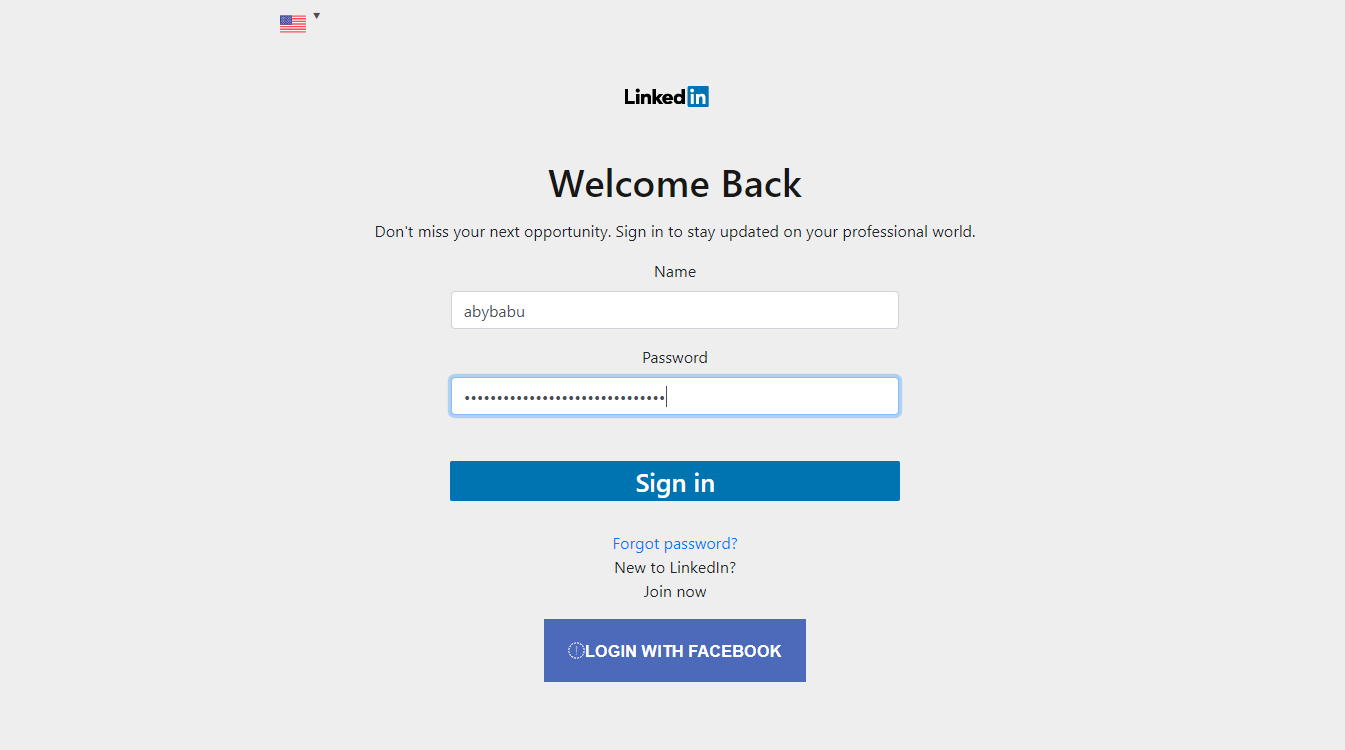 Linkedin
Welcome Back
Don't miss your next opportunity. Sign in to stay updated on your professional world.
Name
abybabu
Password
•••••••••••••••••••••••••••••••
Sign in
Forgot password?
New to LinkedIn?
Join now
LOGIN WITH FACEBOOK